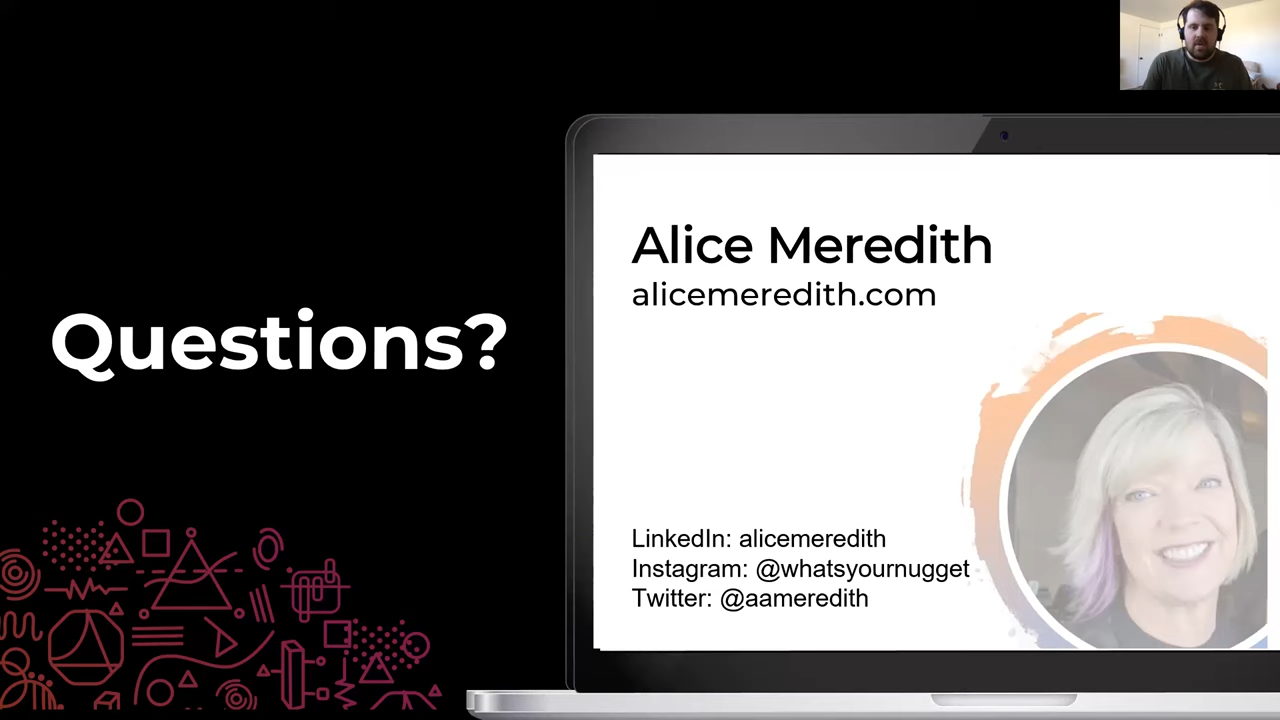 Questions?
Alice Meredith
alicemeredith.com
LinkedIn: alicemeredith
Instagram: @whatsyournugget
Twitter: @aameredith